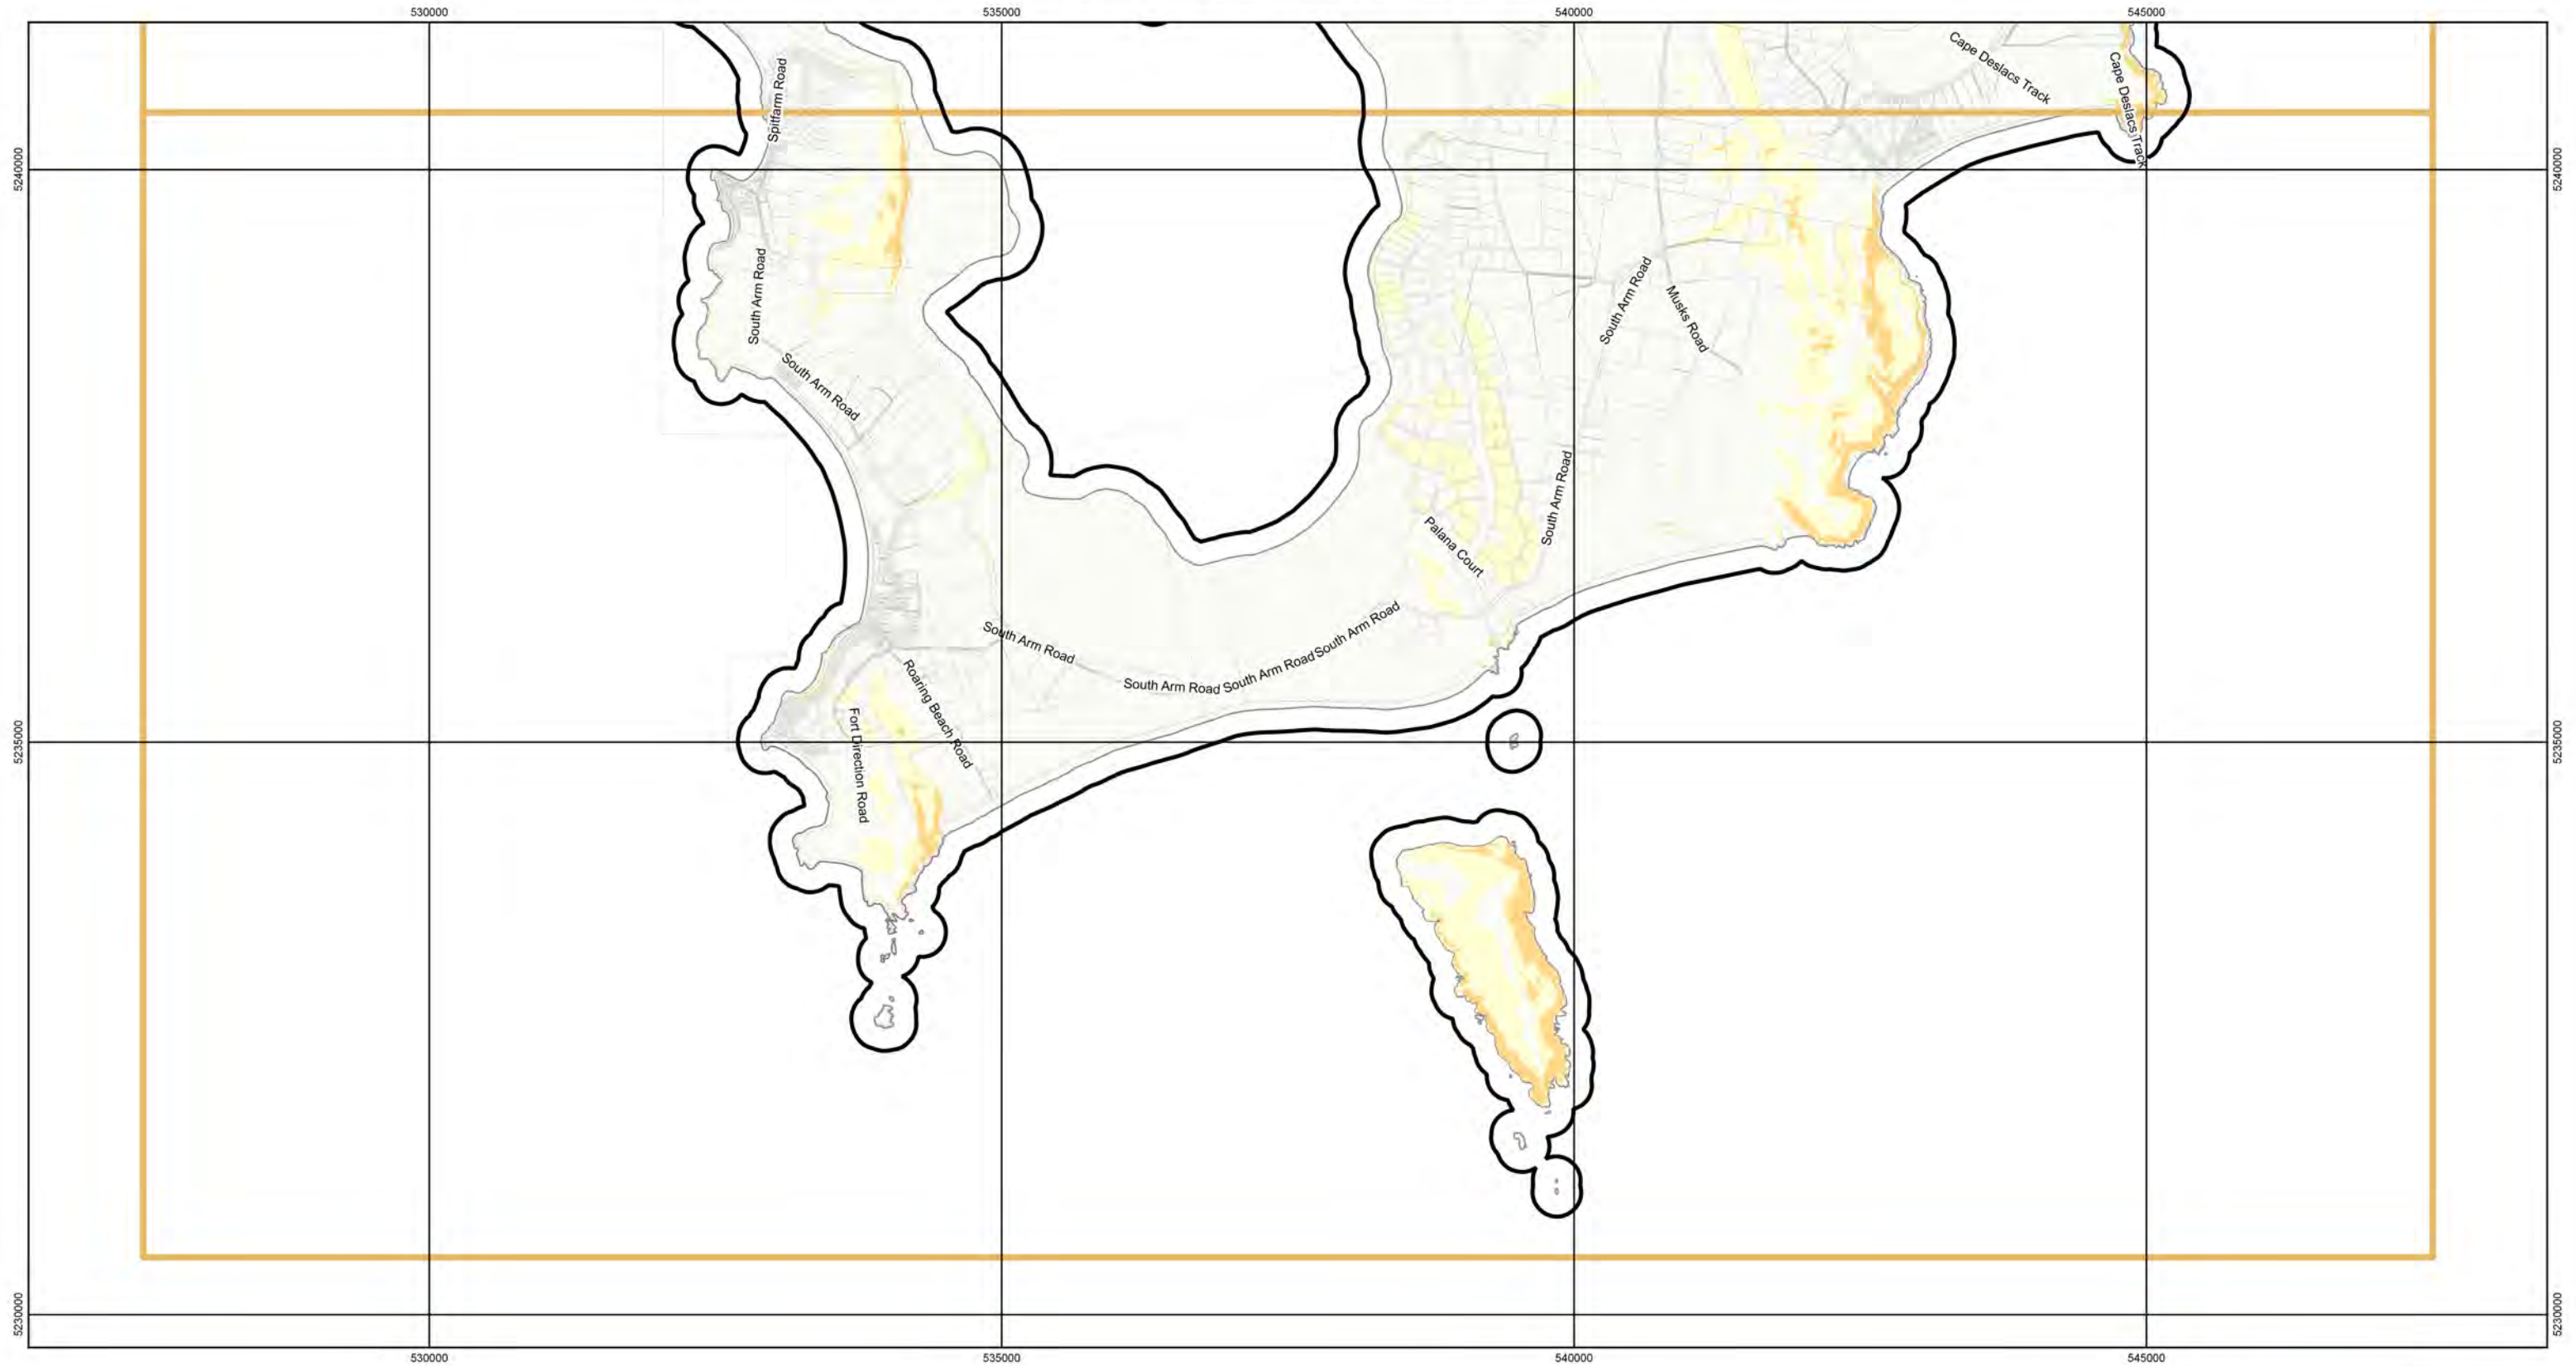 530000
535000
540000
545000
Cape Deslacs Track
Cape Deslacs Track
Spitfarm Road
5240000
5240000
South Arm Road
South Arm Road
Musks Road
South Arm Road
South Arm Road
Palana Court
South Arm Road
South Arm Road
South Arm Road
South Arm Road
Roaring Beach Road
Fort Direction Road
5235000
5235000
5230000
5230000
530000
535000
540000
545000